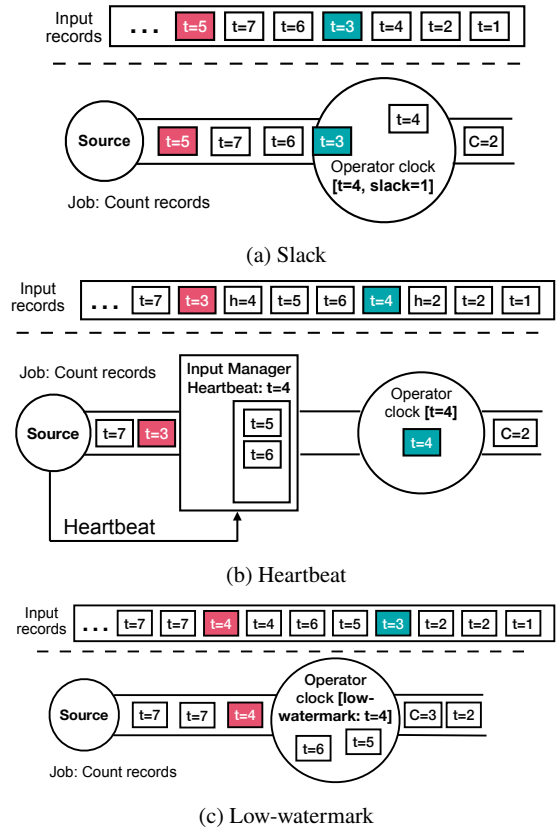 Input records ... t=5 t=7 t=6 t=3 t=4 t=2 t=1
t=4
Source t=5 t=7 t=6 t=3 C=2
Operator clock
[t=4, slack=1]
Job: Count records
(a) Slack
Input records ... t=7 t=3 h=4 t=5 t=6 t=4 h=2 t=2 t=1
Job: Count records
Input Manager
Heartbeat: t=4
Operator
clock [t=4]
t=5
Source t=7 t=3 t=6 t=4 C=2
Heartbeat
(b) Heartbeat
Input records ... t=7 t=7 t=4 t=4 t=6 t=5 t=3 t=2 t=2 t=1
Operator
clock [low-
watermark: t=4]
Source t=7 t=7 t=4 C=3 t=2
t=6 t=5
Job: Count records
(c) Low-watermark